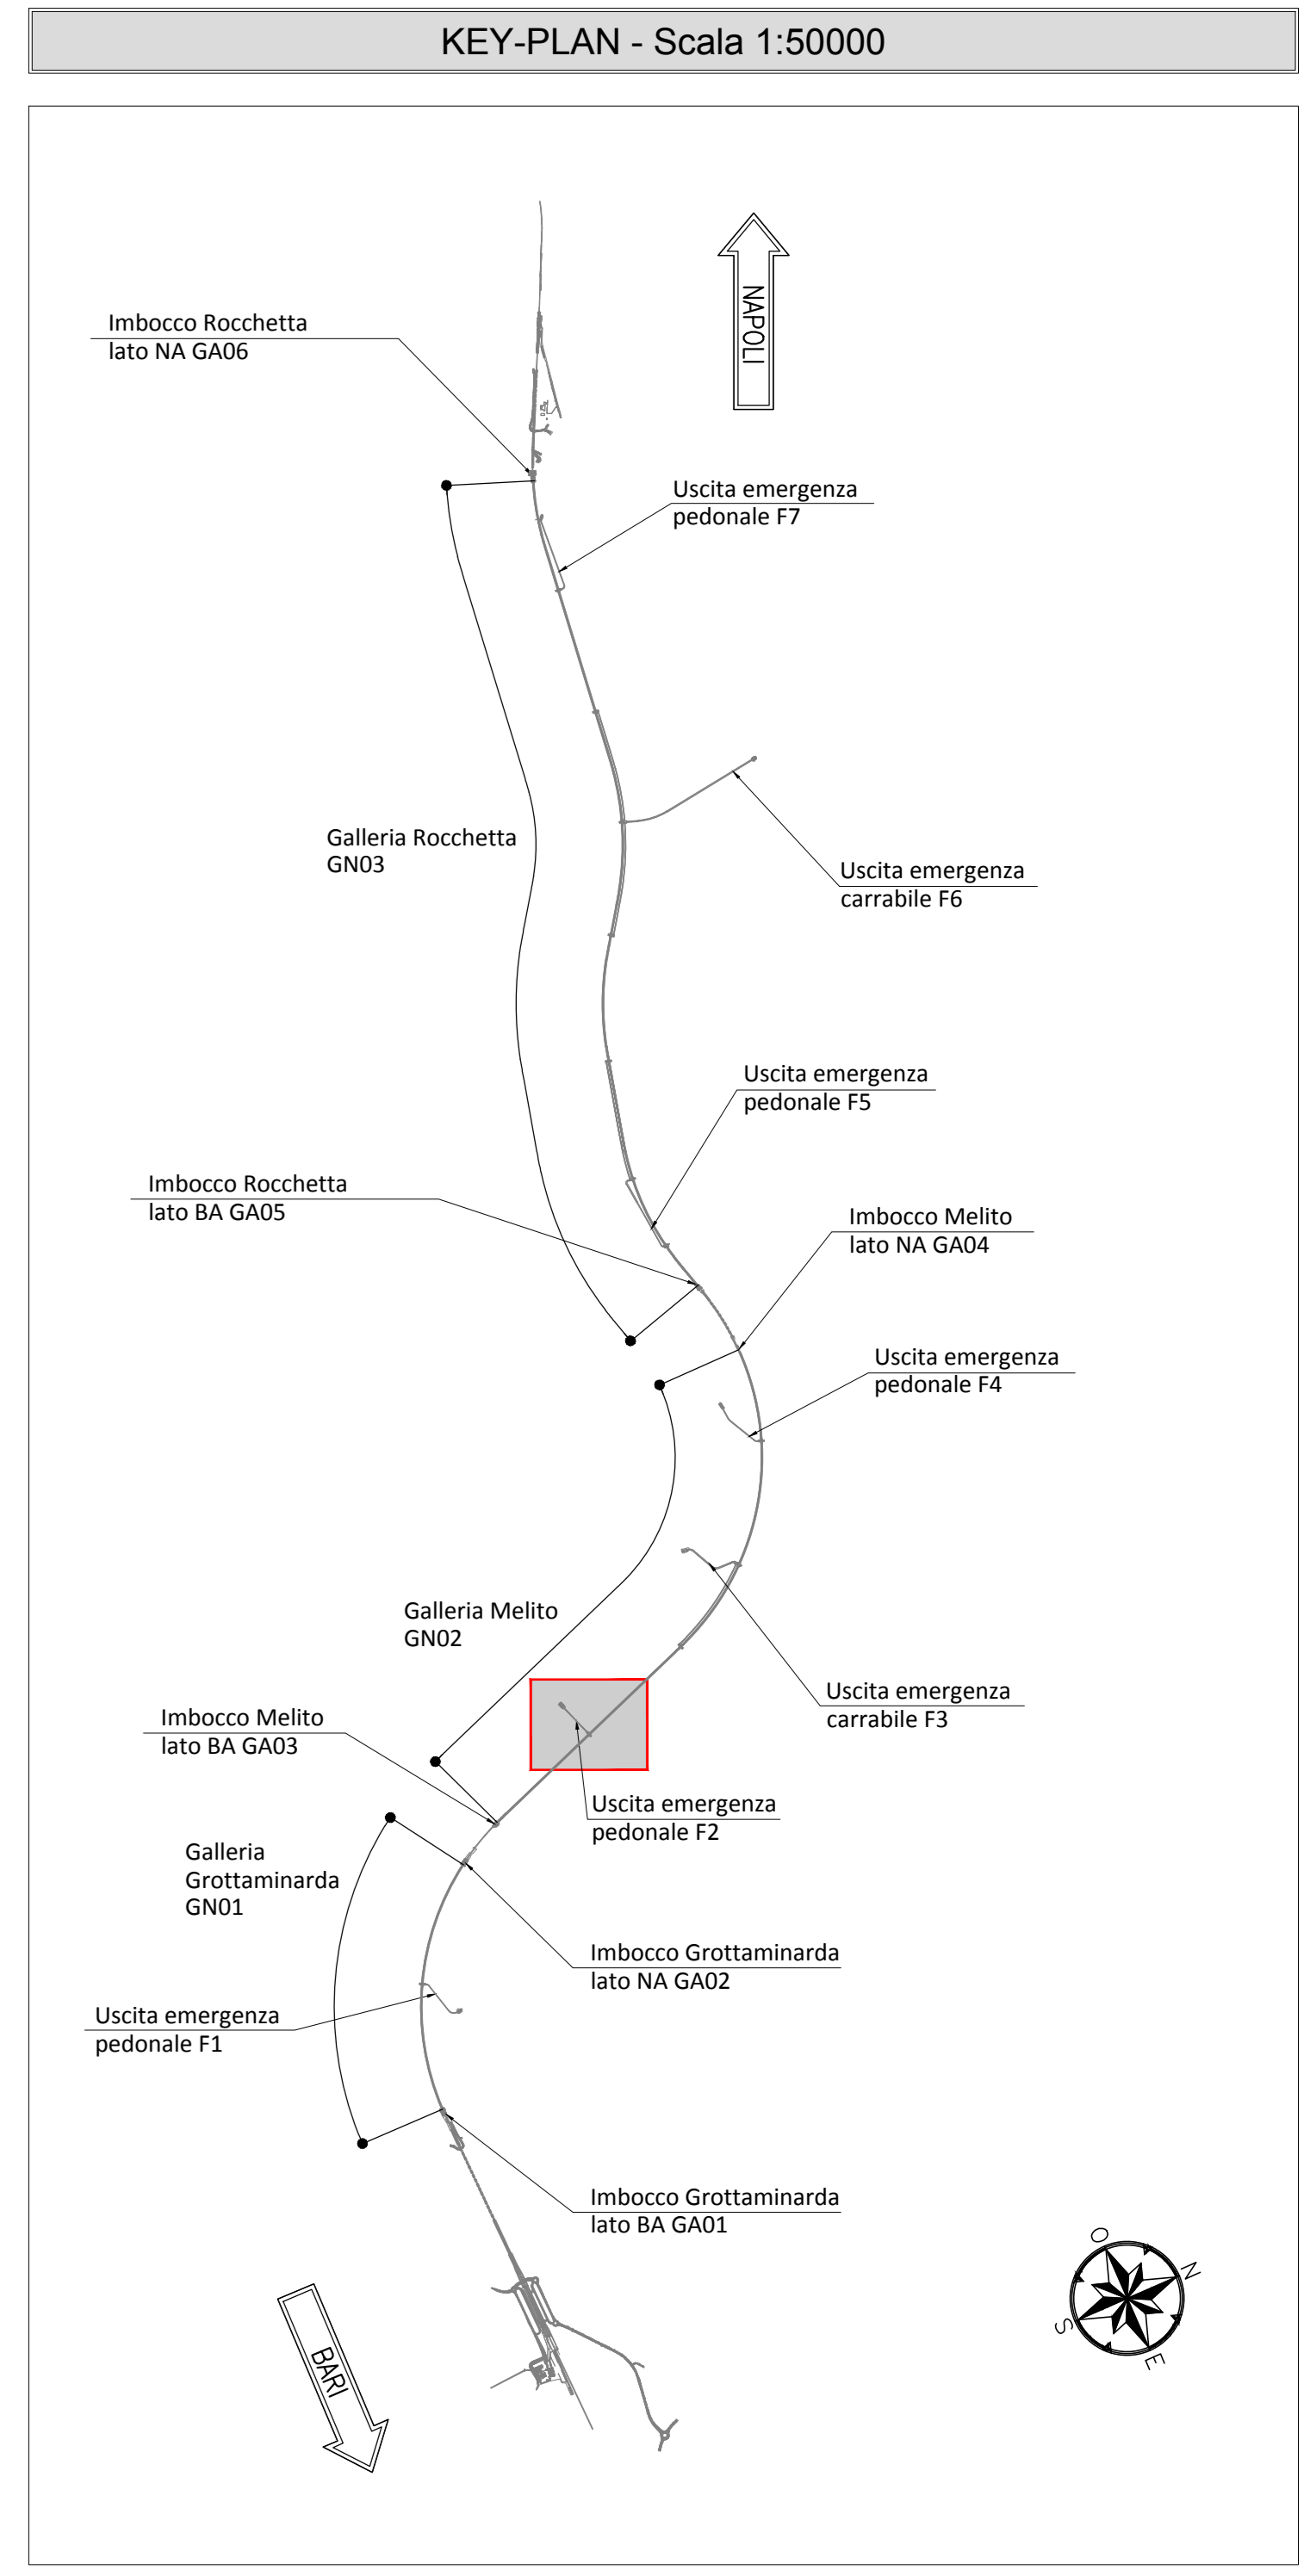 KEY-PLAN - Scala 1:50000
NAPOLI
Imbocco Rocchetta
lato NA GA06
Uscita emergenza
pedonale F7
Galleria Rocchetta
GN03
Uscita emergenza
carrabile F6
Uscita emergenza
pedonale F5
Imbocco Rocchetta
lato BA GA05
Imbocco Melito
lato NA GA04
Uscita emergenza
pedonale F4
Galleria Melito
GN02
Uscita emergenza
carrabile F3
Imbocco Melito
lato BA GA03
Uscita emergenza
pedonale F2
Galleria
Grottaminarda
GN01
Imbocco Grottaminarda
lato NA GA02
Uscita emergenza
pedonale F1
Imbocco Grottaminarda
lato BA GA01
BARI
O
N
S
E